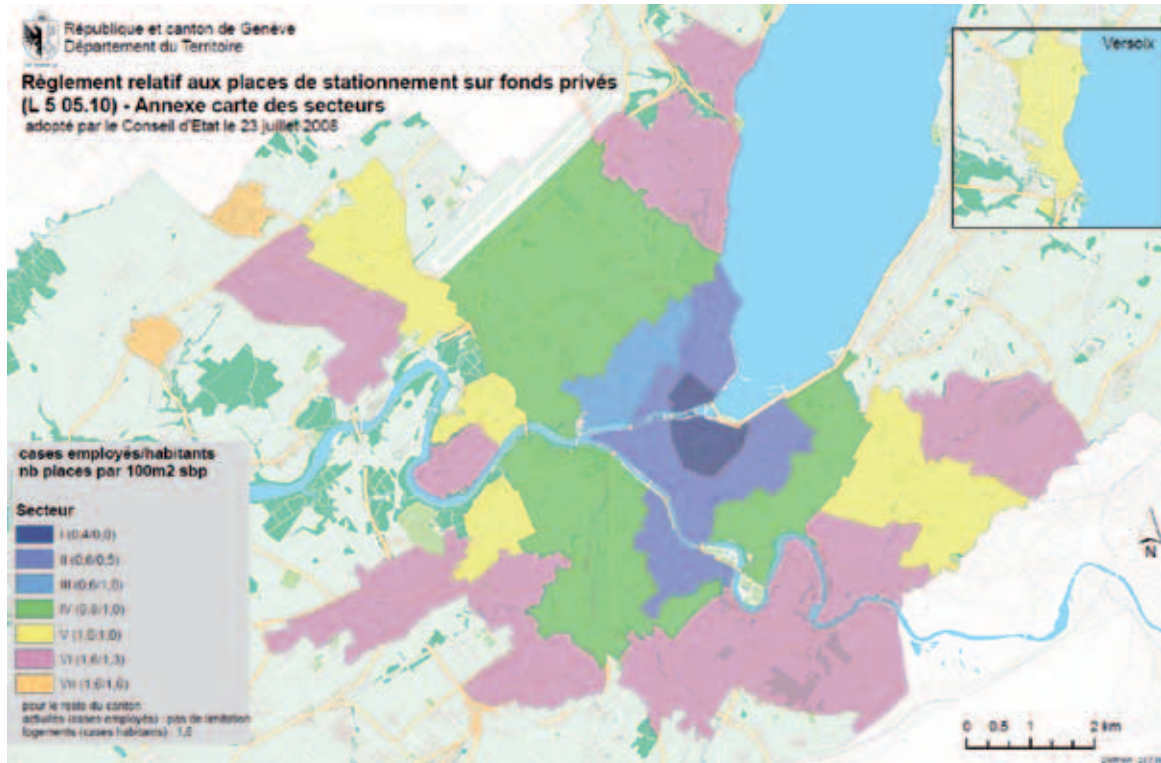 République et canton de Genève
Département du Territoire
Règlement relatif aux places de stationnement sur fonds privés
(L 5 05.10) - Annexe carte des secteurs
adopté par le Conseil d'Etat le 23 juillet 2008
Versoix
cases employés/habitants
nb places par 100m2 sbp
Secteur
I (0,4/0,0)
II (0,6/0,5)
III (0,6/1,0)
IV (0,8/1,0)
V (1,0/1,0)
VI (1,6/1,3)
VII (1,6/1,6)
pour le reste du canton :
activités (cases employés) : pas de limitation
logements (cases habitants) : 1,6
N
0 0.5 1 2 km